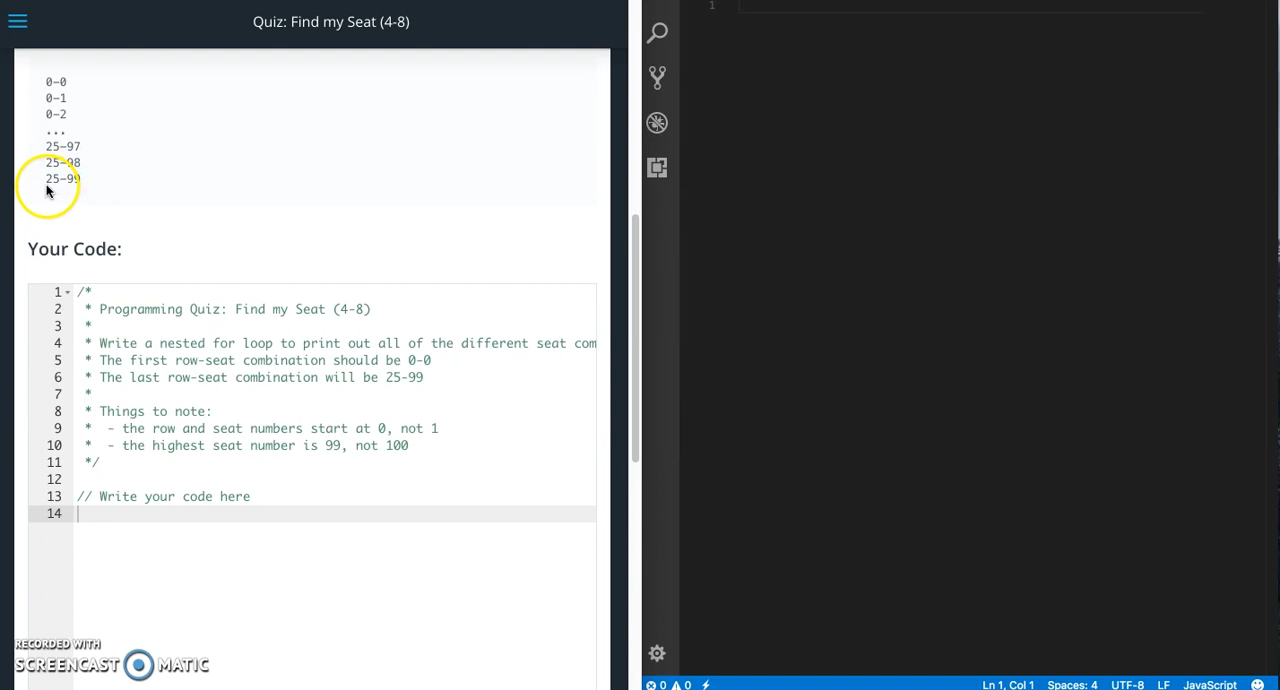 Quiz: Find my Seat (4-8)
0-0
0-1
0-2
...
25-97
25-98
25-99
Your Code:
1 /*
2 * Programming Quiz: Find my Seat (4-8)
3 *
4 * Write a nested for loop to print out all of the different seat com
5 * The first row-seat combination should be 0-0
6 * The last row-seat combination will be 25-99
7 *
8 * Things to note:
9 * - the row and seat numbers start at 0, not 1
10 * - the highest seat number is 99, not 100
11 */
12
13 // Write your code here
14
RECORDED WITH
SCREENCAST MATIC
1
0 0 Ln 1, Col 1 Spaces: 4 UTF-8 LF JavaScript